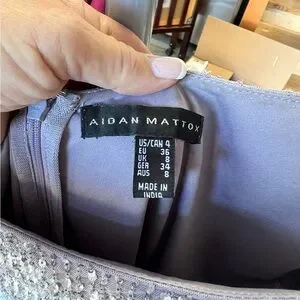 AIDAN MATTOX
US/CAN 4
EU 36
UK 8
GER 34
AUS 8
MADE IN
INDIA